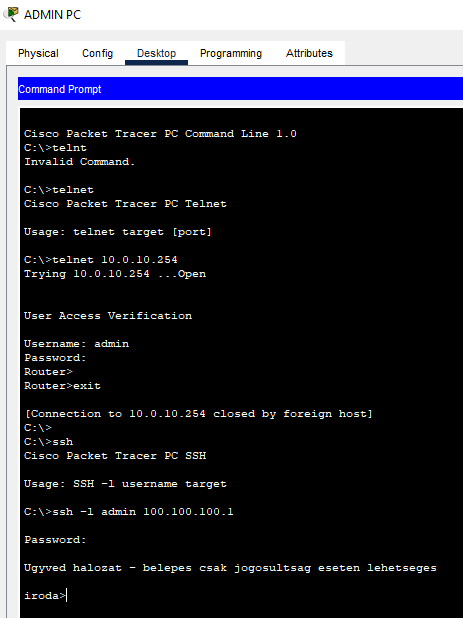 ADMIN PC
Physical Config Desktop Programming Attributes
Command Prompt
Cisco Packet Tracer PC Command Line 1.0
C:\>telnt
Invalid Command.
C:\>telnet
Cisco Packet Tracer PC Telnet
Usage: telnet target [port]
C:\>telnet 10.0.10.254
Trying 10.0.10.254 ...Open
User Access Verification
Username: admin
Password:
Router>
Router>exit
[Connection to 10.0.10.254 closed by foreign host]
C:\>
C:\>ssh
Cisco Packet Tracer PC SSH
Usage: SSH -l username target
C:\>ssh -l admin 100.100.100.1
Password:
Ugyved halozat - belepes csak jogosultsag eseten lehetseges
iroda>